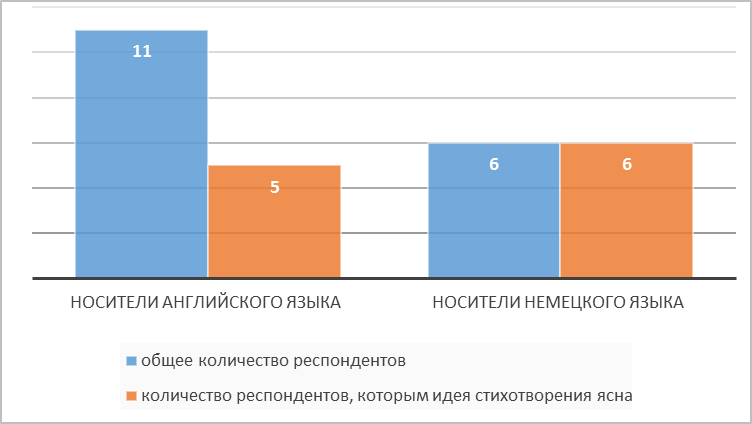 11
5
6
6
НОСИТЕЛИ АНГЛИЙСКОГО ЯЗЫКА
НОСИТЕЛИ НЕМЕЦКОГО ЯЗЫКА
общее количество респондентов
количество респондентов, которым идея стихотворения ясна